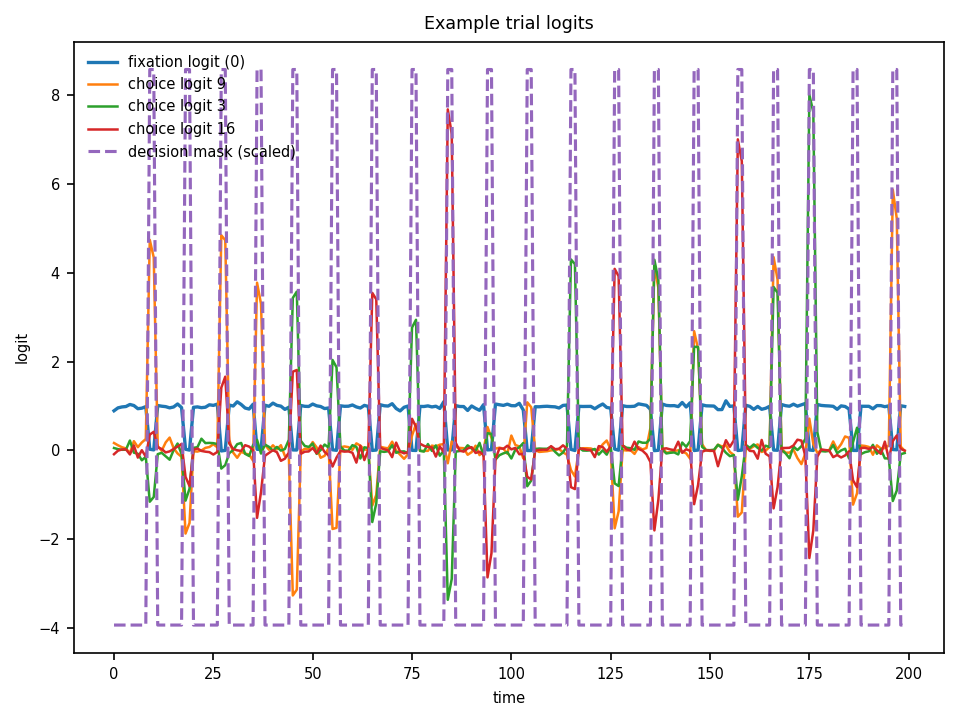 Example trial logits
fixation logit (0)
choice logit 9
choice logit 3
choice logit 16
decision mask (scaled)
logit
8
6
4
2
0
−2
−4
0 25 50 75 100 125 150 175 200
time